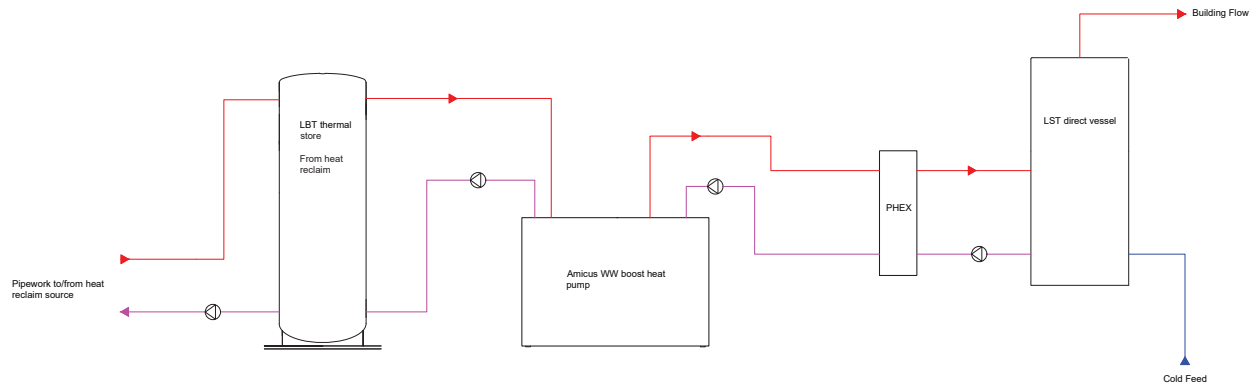 Building Flow
LBT thermal
store
From heat
reclaim
LST direct vessel
PHEX
Amicus WW boost heat
pump
Pipework to/from heat
reclaim source
Cold Feed